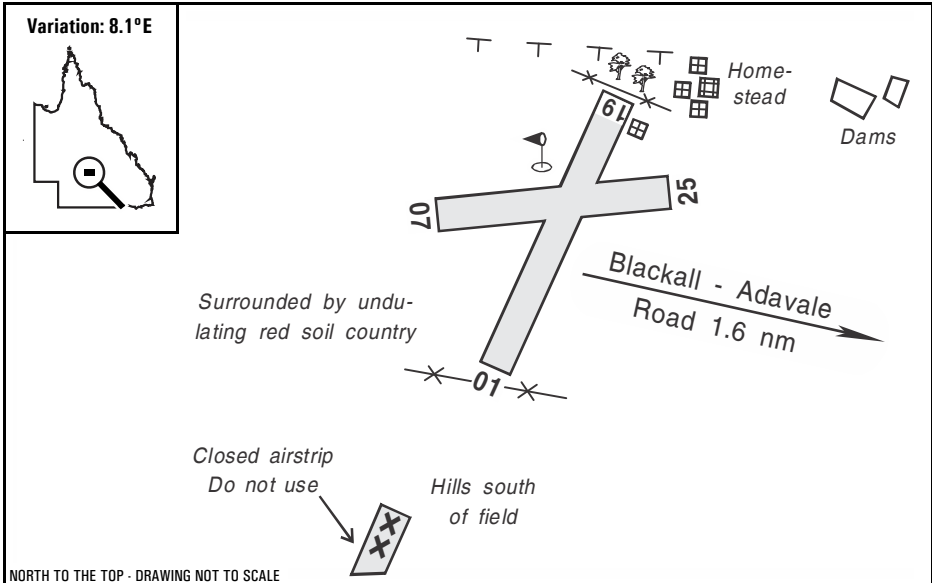 Variation: 8.1°E
Home-
stead
Dams
19
25
07
Blackall - Adavale
Road 1.6 nm
Surrounded by undu-
lating red soil country
01
Closed airstrip
Do not use
Hills south
of field
NORTH TO THE TOP - DRAWING NOT TO SCALE